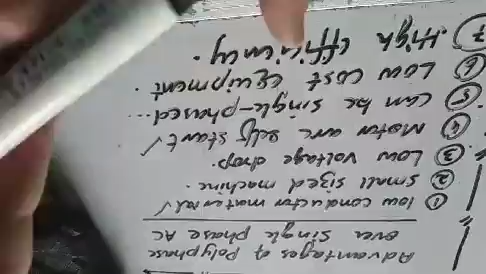 Advantages of Polyphase
over Single Phase AC
① low conductor material ✓
② Small sized machine.
③ Low voltage drop.
④ Motor are self start ✓
⑤ Can be single-phased...
⑥ Low cost equipment.
⑦ High efficiency.